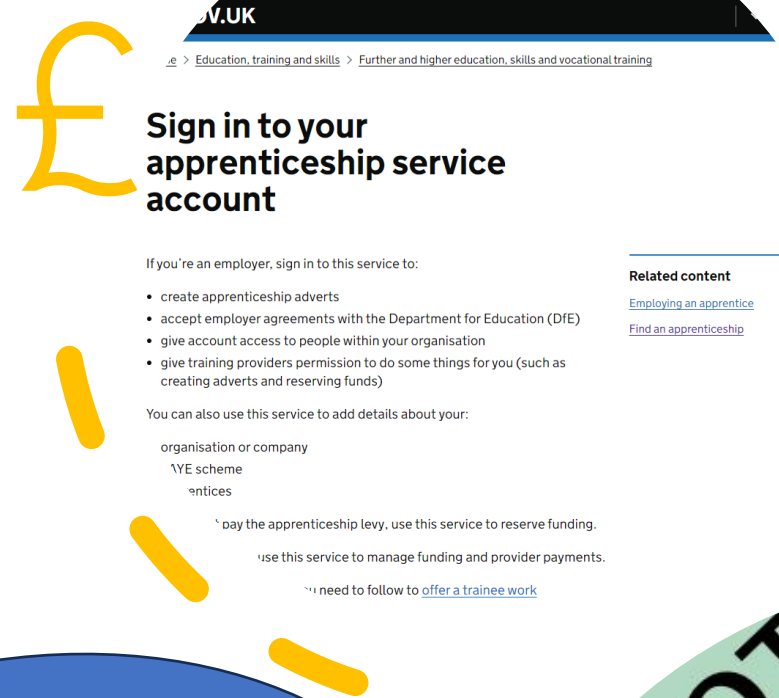 £
OV.UK
> Education, training and skills > Further and higher education, skills and vocational training
Sign in to your
apprenticeship service
account
If you're an employer, sign in to this service to:
• create apprenticeship adverts
• accept employer agreements with the Department for Education (DfE)
• give account access to people within your organisation
• give training providers permission to do some things for you (such as
creating adverts and reserving funds)
You can also use this service to add details about your:
organisation or company
AYE scheme
entices
pay the apprenticeship levy, use this service to reserve funding.
use this service to manage funding and provider payments.
need to follow to offer a trainee work
Related content
Employing an apprentice
Find an apprenticeship
OT